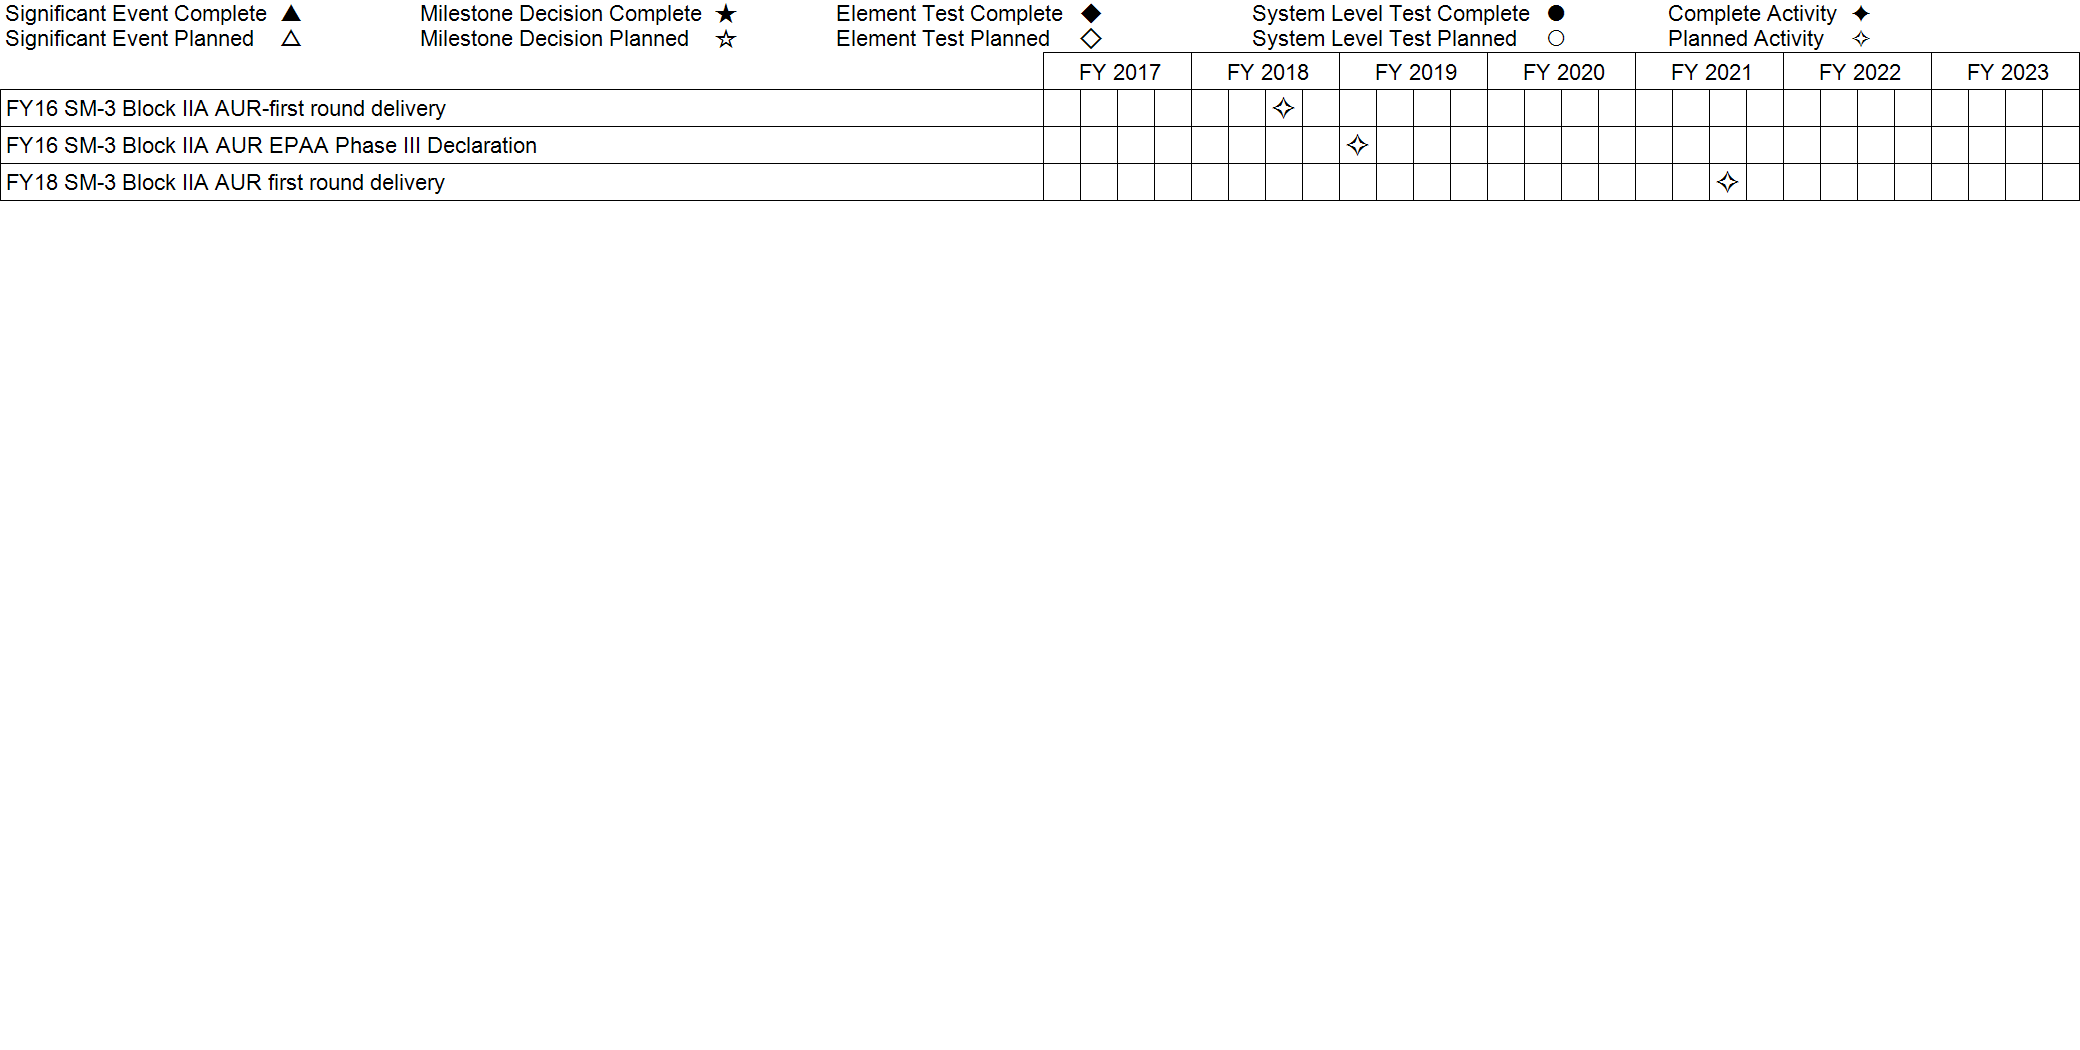 Significant Event Complete ▲ Milestone Decision Complete ★ Element Test Complete ◆ System Level Test Complete ● Complete Activity ✦
Significant Event Planned △ Milestone Decision Planned ☆ Element Test Planned ◇ System Level Test Planned ○ Planned Activity ✧
FY 2017 FY 2018 FY 2019 FY 2020 FY 2021 FY 2022 FY 2023
FY16 SM-3 Block IIA AUR-first round delivery ✧
FY16 SM-3 Block IIA AUR EPAA Phase III Declaration ✧
FY18 SM-3 Block IIA AUR first round delivery ✧